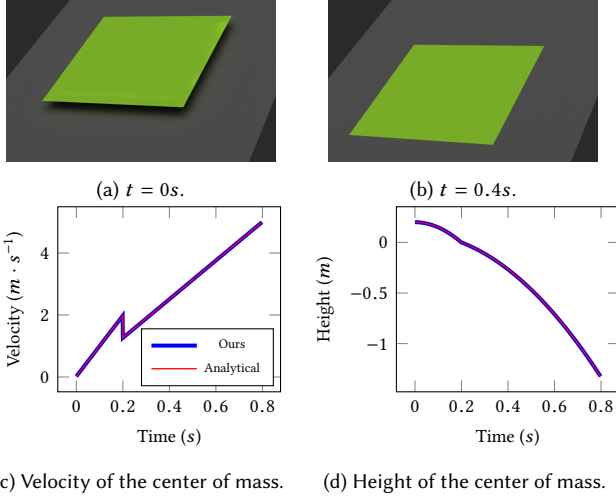 (a) t = 0s.
(b) t = 0.4s.
Velocity (m · s⁻¹)
4
2
0
Ours
Analytical
0 0.2 0.4 0.6 0.8
Time (s)
Height (m)
0
−0.5
−1
0 0.2 0.4 0.6 0.8
Time (s)
c) Velocity of the center of mass.
(d) Height of the center of mass.